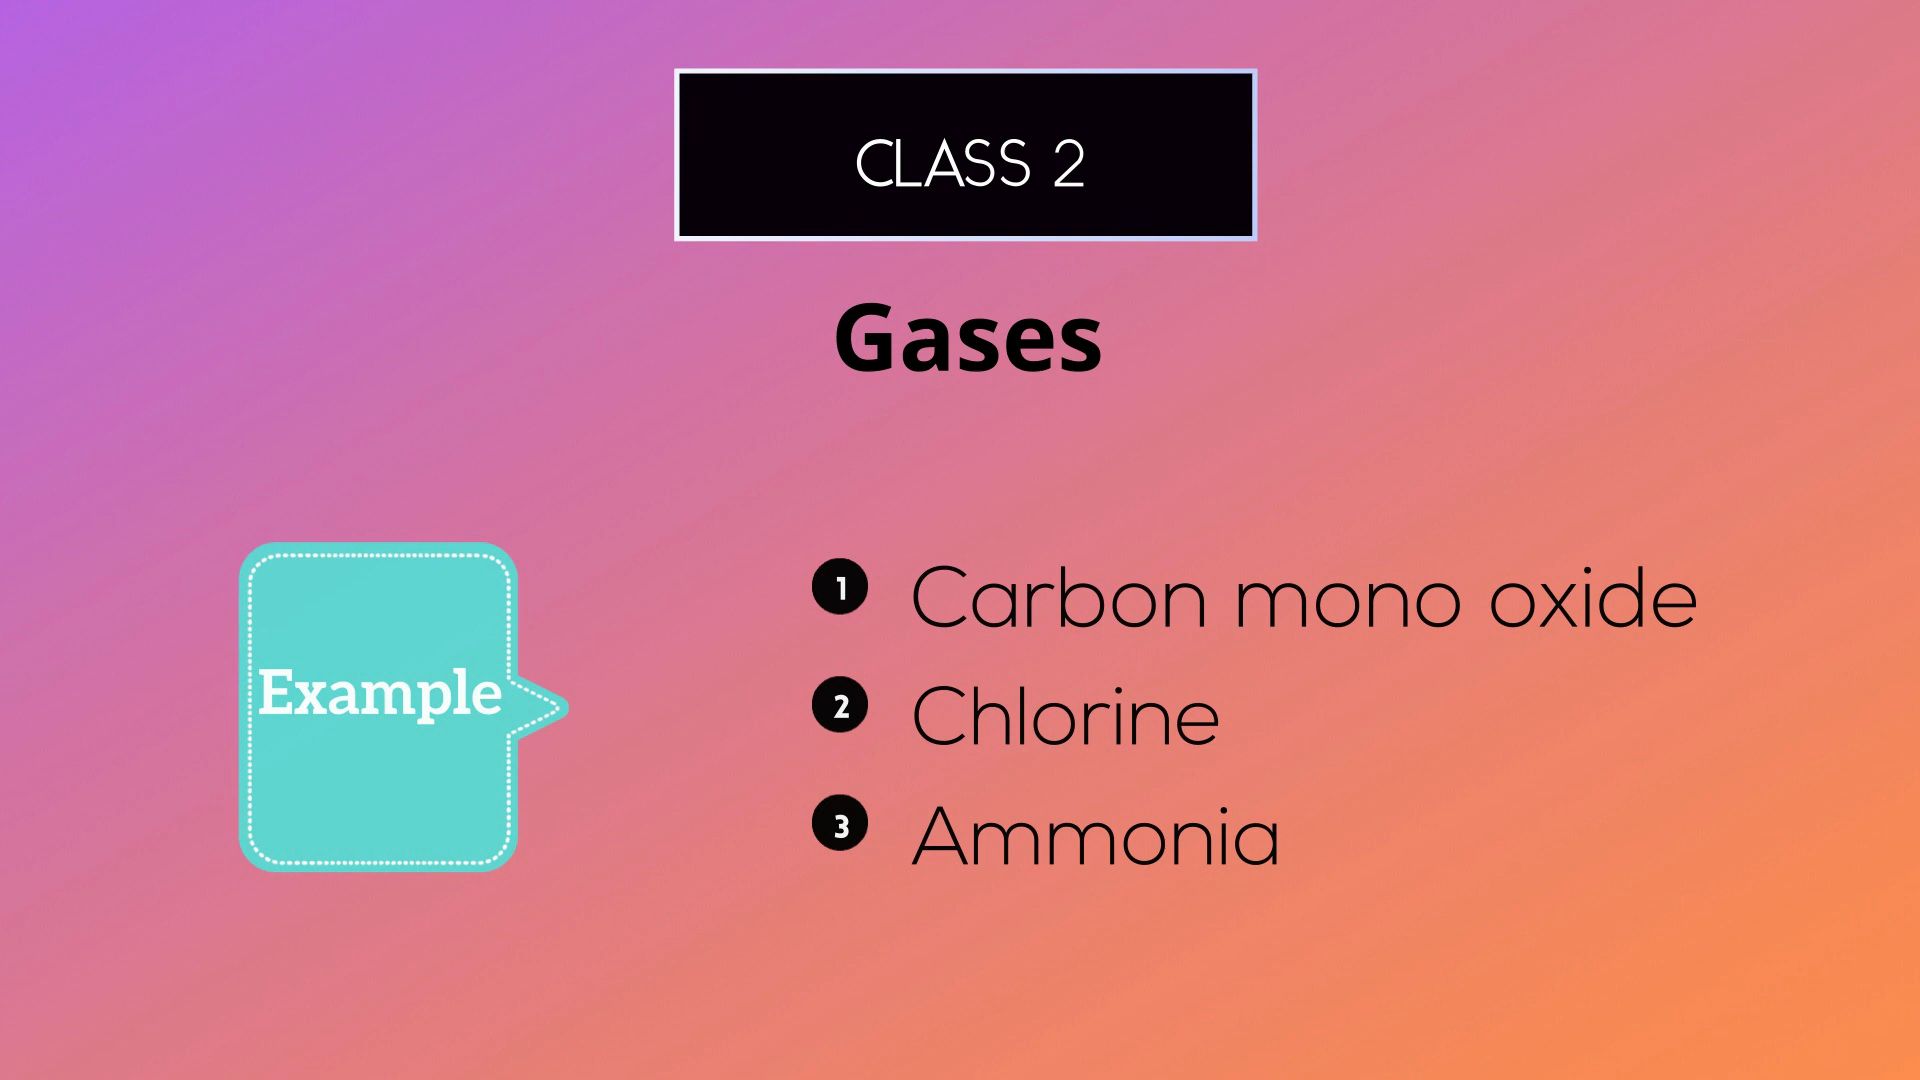 CLASS 2
Gases
Example
1 Carbon mono oxide
2 Chlorine
3 Ammonia